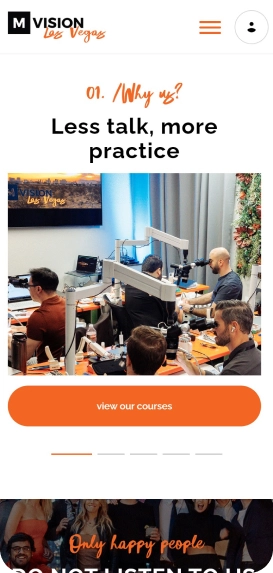 M VISION
Las Vegas
01. /Why us?
Less talk, more
practice
M VISION
Las Vegas
view our courses
Only happy people
DO NOT LISTEN TO US